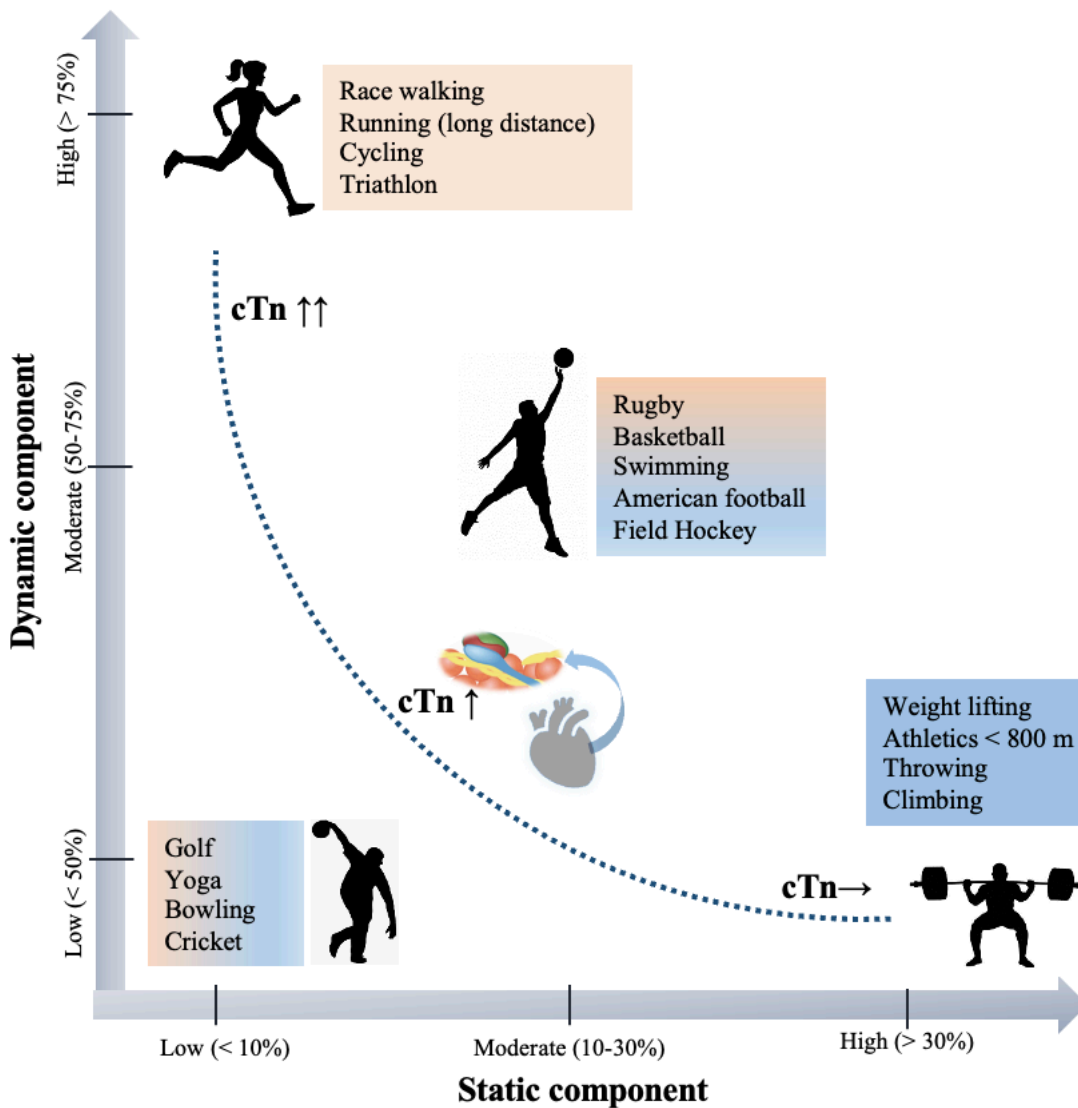 High (> 75%)
Race walking
Running (long distance)
Cycling
Triathlon
cTn ↑↑
Dynamic component
Moderate (50-75%)
Rugby
Basketball
Swimming
American football
Field Hockey
cTn ↑
Weight lifting
Athletics < 800 m
Throwing
Climbing
Low (< 50%)
Golf
Yoga
Bowling
Cricket
cTn→
Low (< 10%)
Moderate (10-30%)
High (> 30%)
Static component